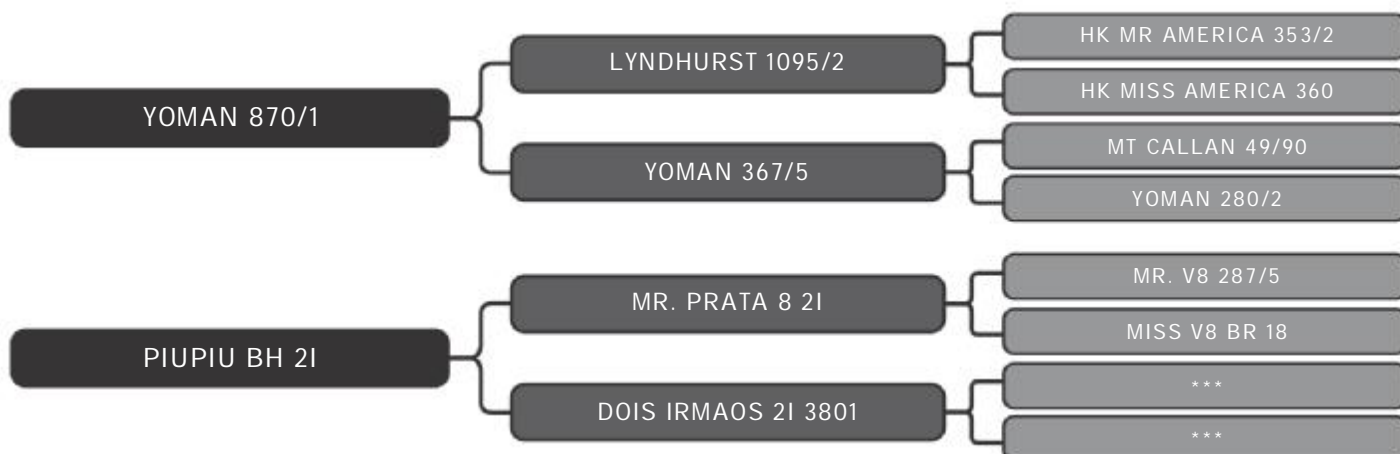 YOMAN 870/1
LYNDHURST 1095/2
HK MR AMERICA 353/2
HK MISS AMERICA 360
YOMAN 367/5
MT CALLAN 49/90
YOMAN 280/2
PIUPIU BH 2I
MR. PRATA 8 2I
MR. V8 287/5
MISS V8 BR 18
DOIS IRMAOS 2I 3801
***
***